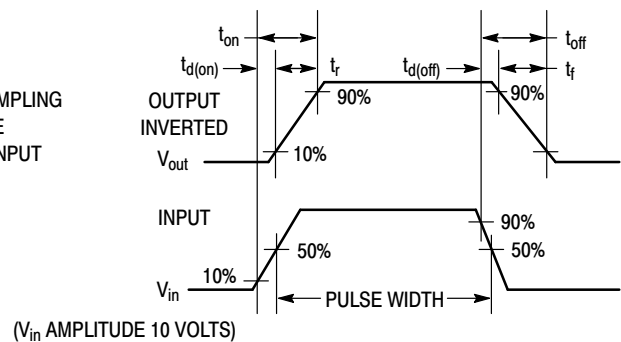 t_on t_off
t_d(on) t_r t_d(off) t_f
OUTPUT
INVERTED
90% 90%
V_out 10%
INPUT
90%
50% 50%
10%
V_in PULSE WIDTH
(V_in AMPLITUDE 10 VOLTS)